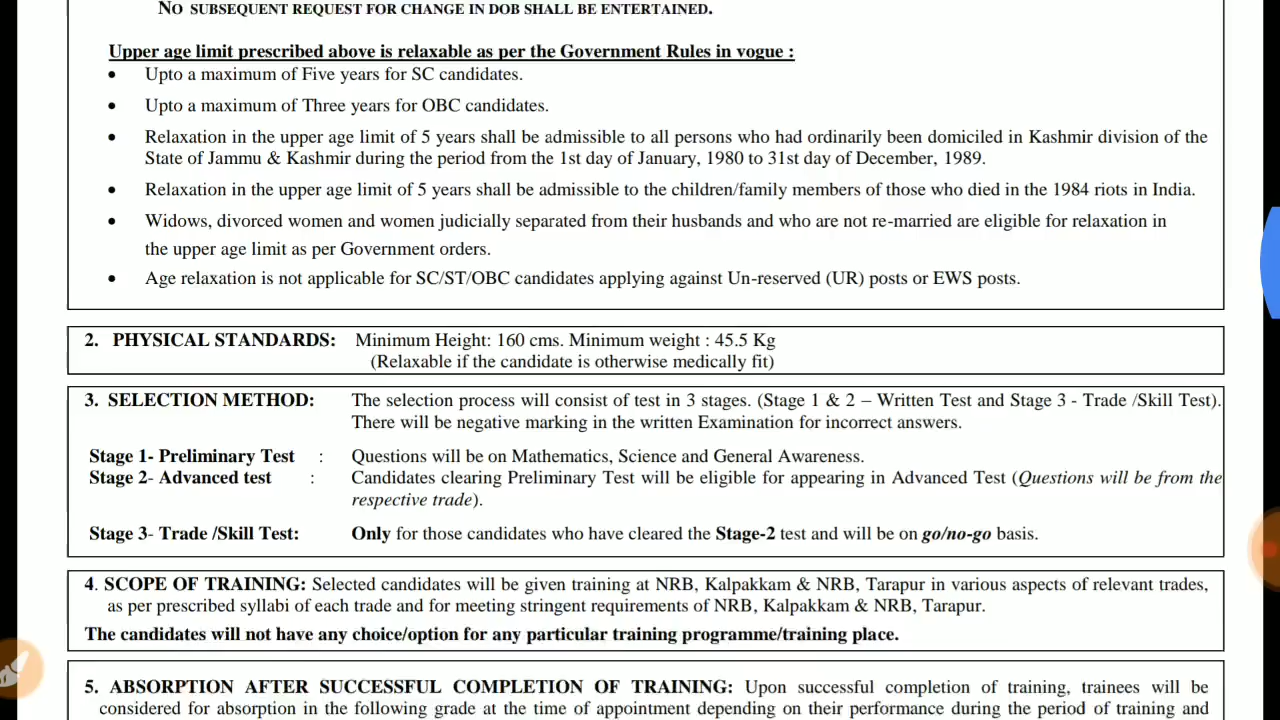 NO SUBSEQUENT REQUEST FOR CHANGE IN DOB SHALL BE ENTERTAINED.
Upper age limit prescribed above is relaxable as per the Government Rules in vogue :
• Upto a maximum of Five years for SC candidates.
• Upto a maximum of Three years for OBC candidates.
• Relaxation in the upper age limit of 5 years shall be admissible to all persons who had ordinarily been domiciled in Kashmir division of the
State of Jammu & Kashmir during the period from the 1st day of January, 1980 to 31st day of December, 1989.
• Relaxation in the upper age limit of 5 years shall be admissible to the children/family members of those who died in the 1984 riots in India.
• Widows, divorced women and women judicially separated from their husbands and who are not re-married are eligible for relaxation in
the upper age limit as per Government orders.
• Age relaxation is not applicable for SC/ST/OBC candidates applying against Un-reserved (UR) posts or EWS posts.
2. PHYSICAL STANDARDS: Minimum Height: 160 cms. Minimum weight : 45.5 Kg
(Relaxable if the candidate is otherwise medically fit)
3. SELECTION METHOD: The selection process will consist of test in 3 stages. (Stage 1 & 2 – Written Test and Stage 3 - Trade /Skill Test).
There will be negative marking in the written Examination for incorrect answers.
Stage 1- Preliminary Test : Questions will be on Mathematics, Science and General Awareness.
Stage 2- Advanced test : Candidates clearing Preliminary Test will be eligible for appearing in Advanced Test (Questions will be from the
respective trade).
Stage 3- Trade /Skill Test: Only for those candidates who have cleared the Stage-2 test and will be on go/no-go basis.
4. SCOPE OF TRAINING: Selected candidates will be given training at NRB, Kalpakkam & NRB, Tarapur in various aspects of relevant trades,
as per prescribed syllabi of each trade and for meeting stringent requirements of NRB, Kalpakkam & NRB, Tarapur.
The candidates will not have any choice/option for any particular training programme/training place.
5. ABSORPTION AFTER SUCCESSFUL COMPLETION OF TRAINING: Upon successful completion of training, trainees will be
considered for absorption in the following grade at the time of appointment depending on their performance during the period of training and